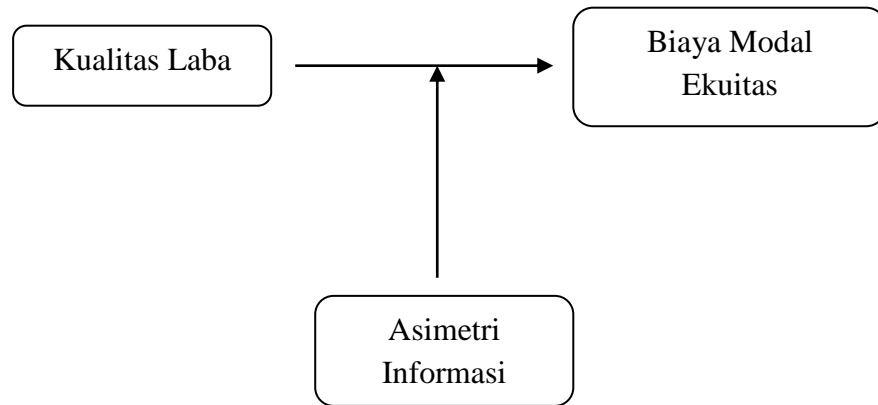 Kualitas Laba
Biaya Modal
Ekuitas
Asimetri
Informasi